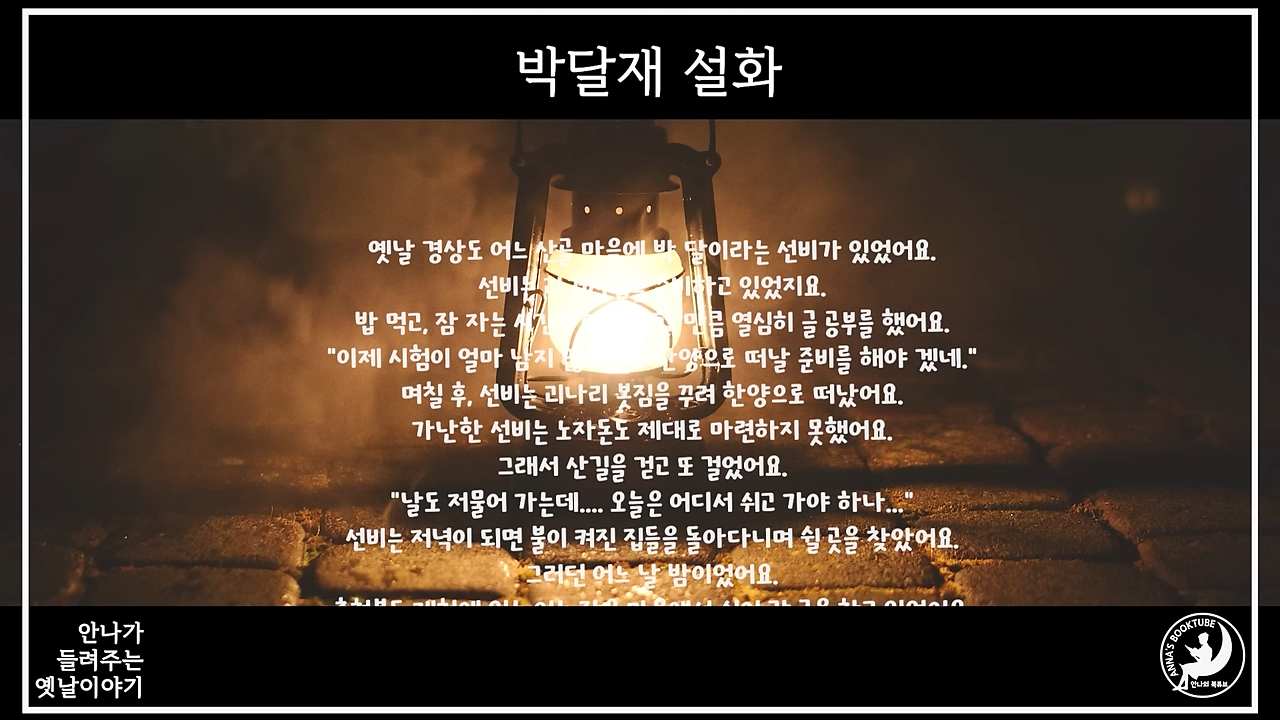 박달재 설화
옛날 경상도 어느 산골 마을에 박 달이라는 선비가 있었어요.
선비는 하고 있었지요.
밥 먹고, 잠 자는 만큼 열심히 글 공부를 했어요.
"이제 시험이 얼마 남지 한양으로 떠날 준비를 해야 겠네."
며칠 후, 선비는 괴나리 봇짐을 꾸려 한양으로 떠났어요.
가난한 선비는 노자돈도 제대로 마련하지 못했어요.
그래서 산길을 걷고 또 걸었어요.
"날도 저물어 가는데.... 오늘은 어디서 쉬고 가야 하나..."
선비는 저녁이 되면 불이 켜진 집들을 돌아다니며 쉴 곳을 찾았어요.
그러던 어느 날 밤이었어요.
안나가
들려주는
옛날이야기
ANNA'S BOOKTUBE
안나의 북튜브